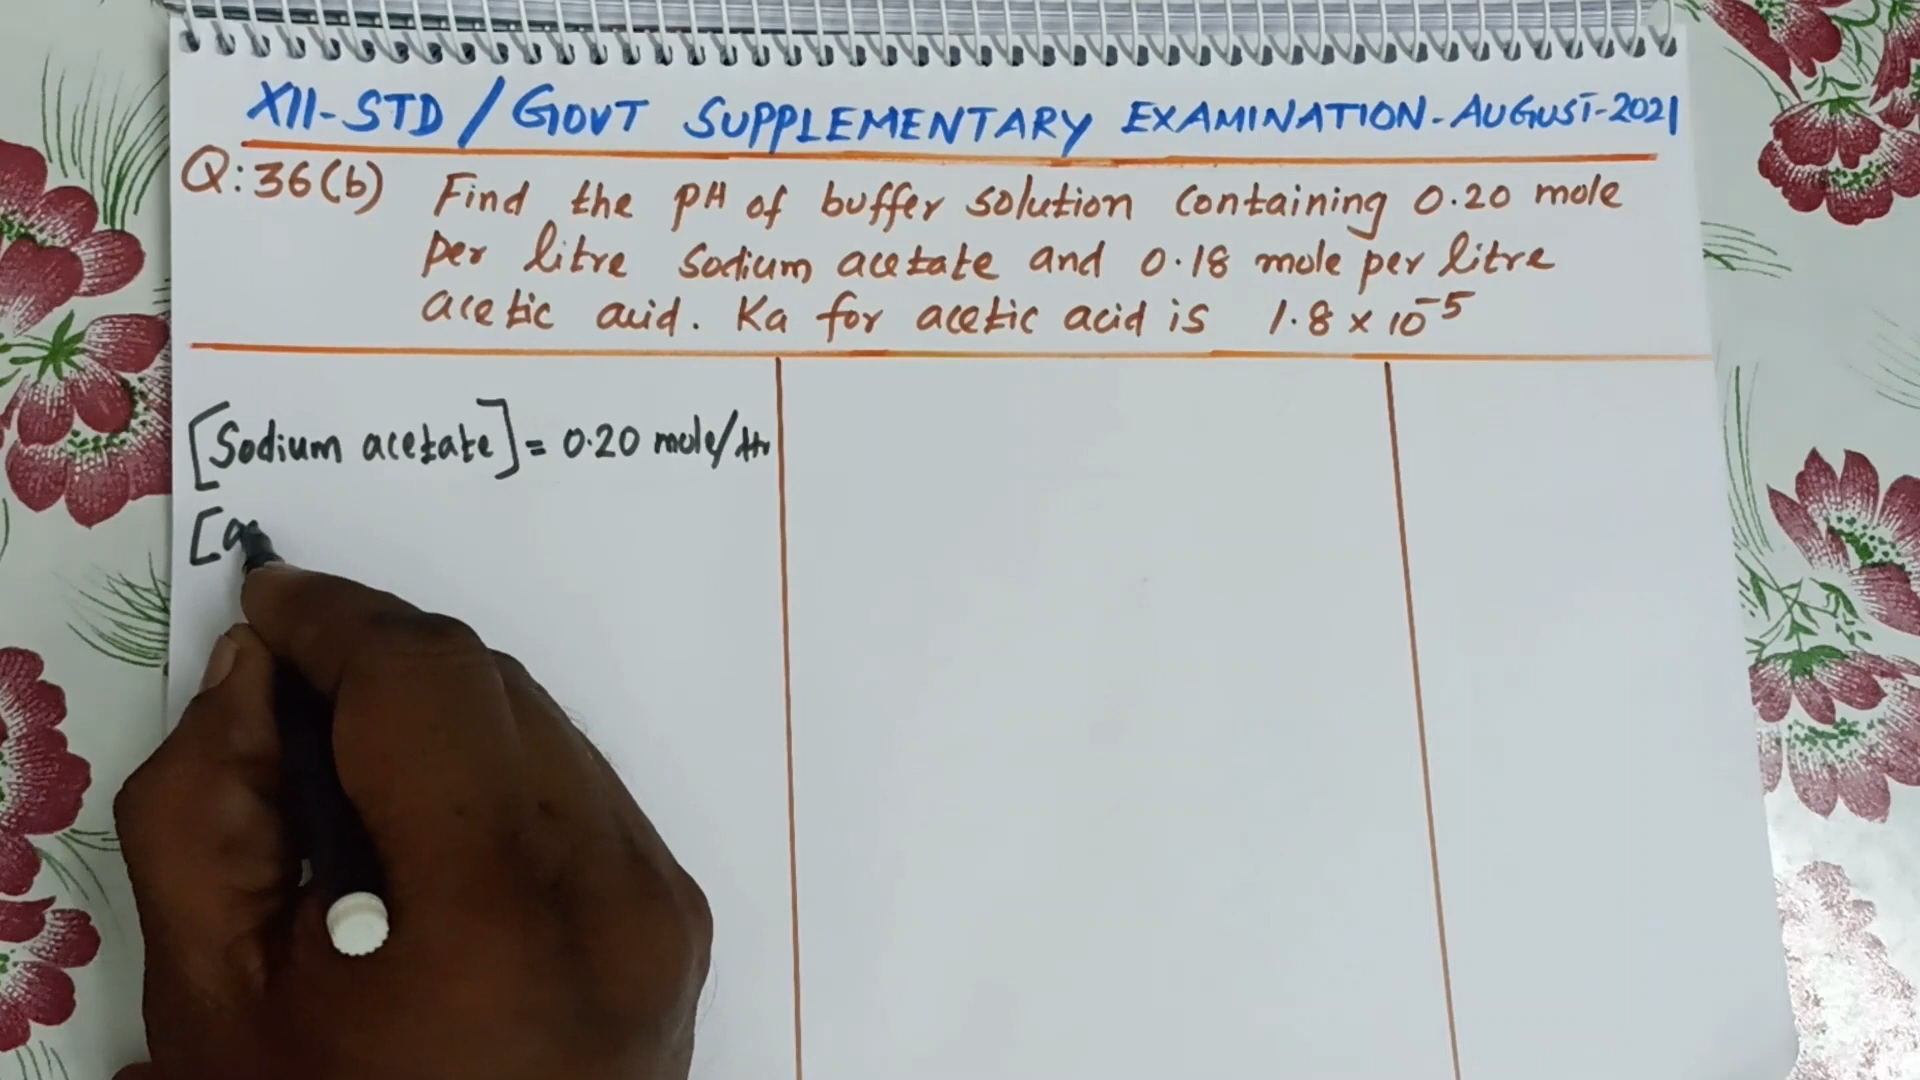 XII-STD / GOVT SUPPLEMENTARY EXAMINATION-AUGUST-2021
Q:36(b) Find the pH of buffer solution containing 0.20 mole
per litre Sodium acetate and 0.18 mole per litre
acetic acid. Ka for acetic acid is 1.8 × 10⁻⁵
[Sodium acetate] = 0.20 mole/
[a